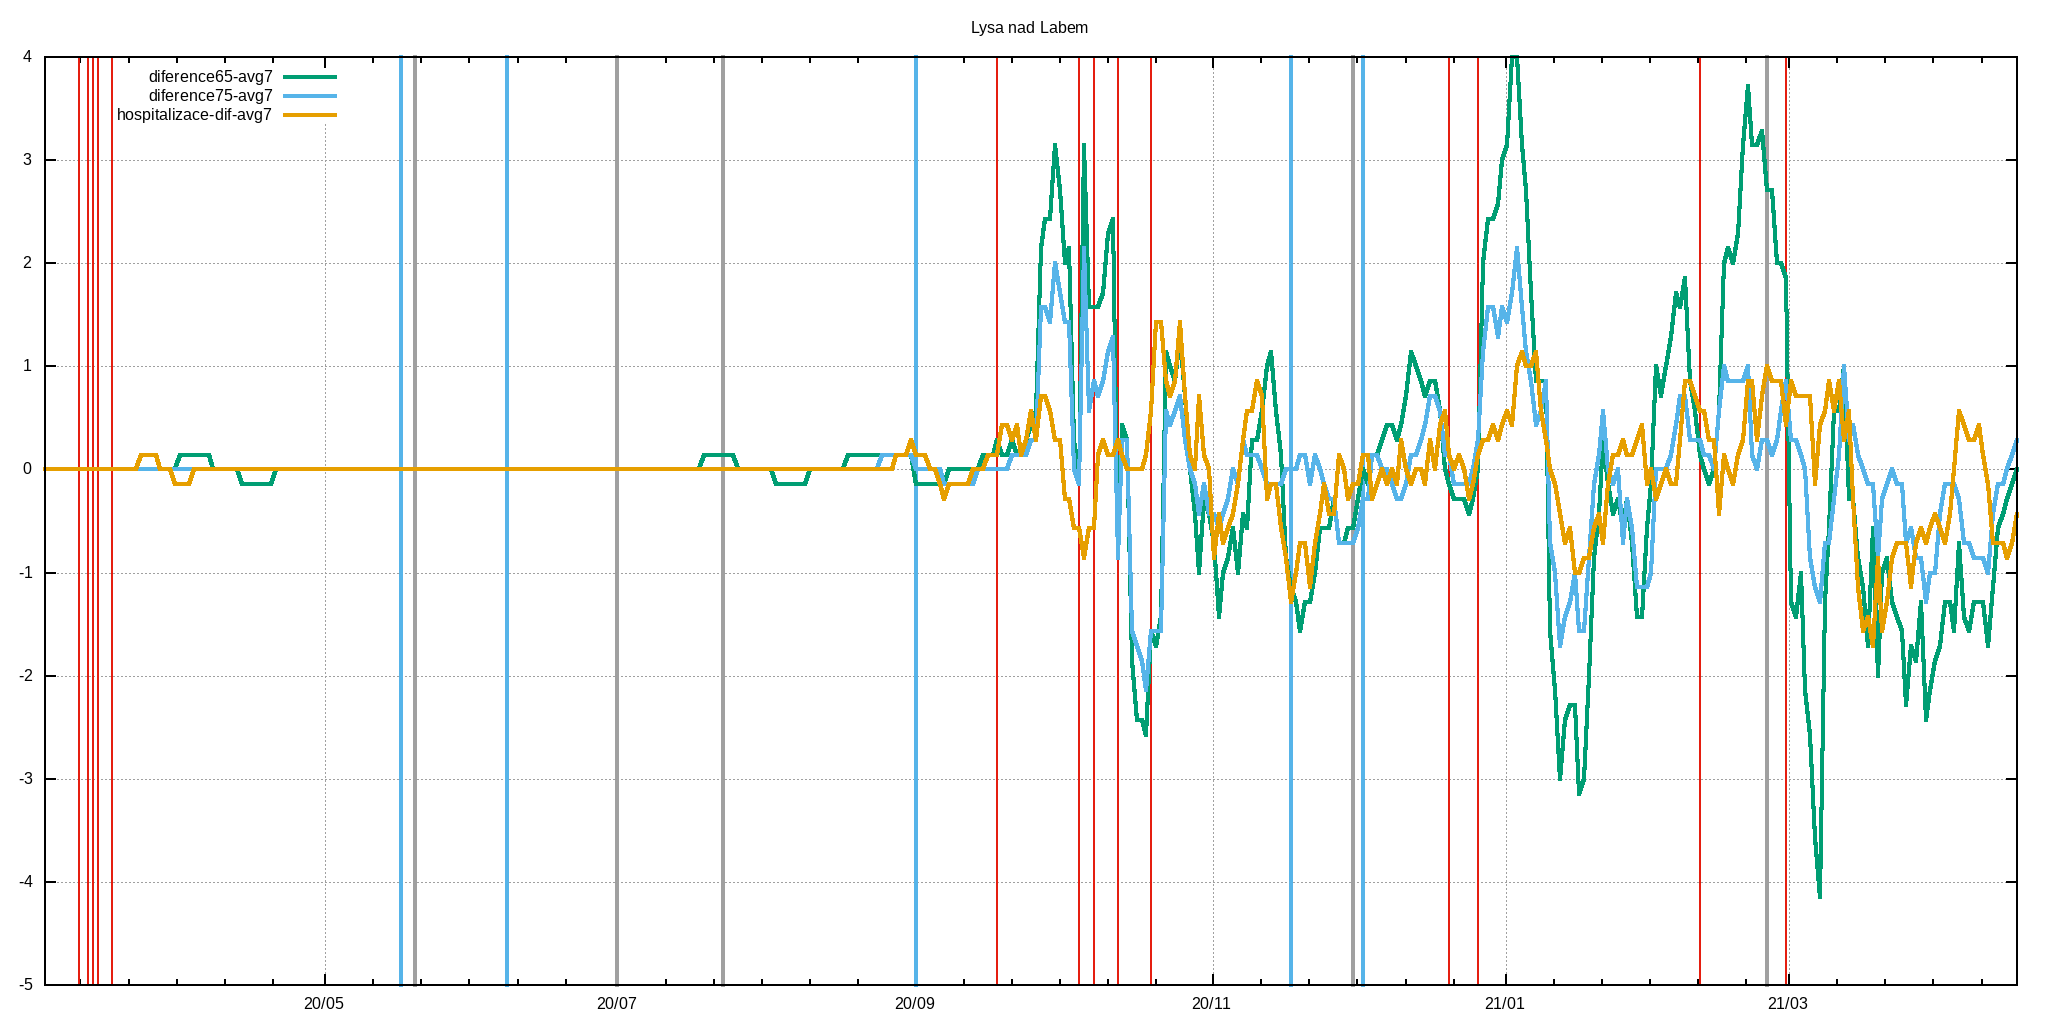 Lysa nad Labem
diference65-avg7
diference75-avg7
hospitalizace-dif-avg7
4
3
2
1
0
-1
-2
-3
-4
-5
20/05 20/07 20/09 20/11 21/01 21/03